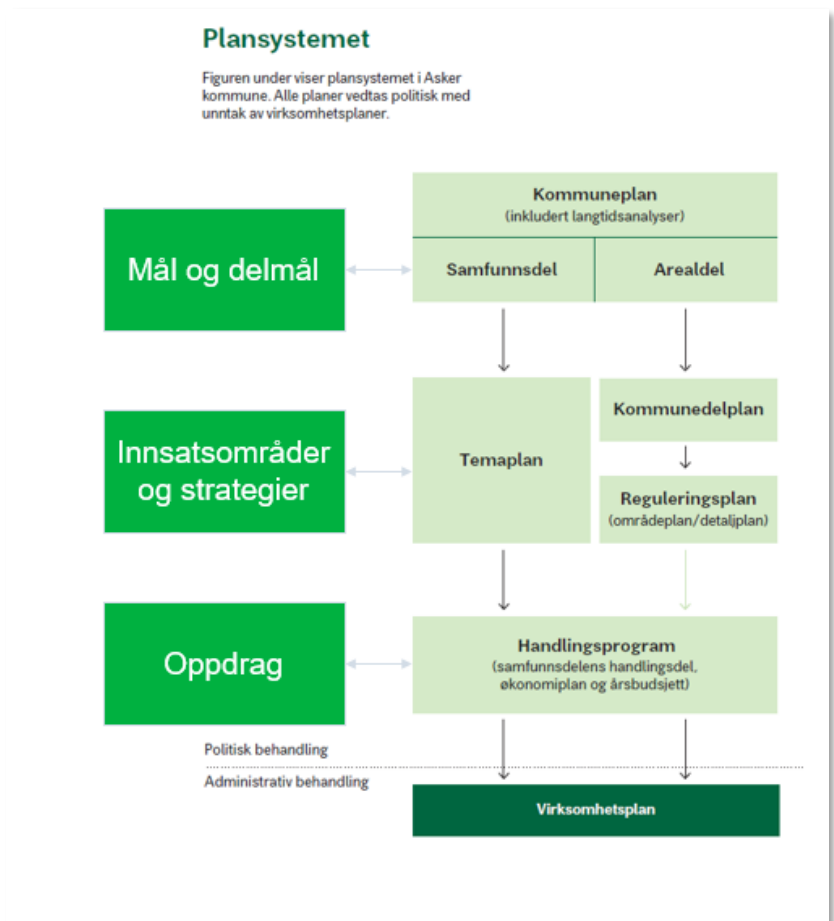 Plansystemet
Figuren under viser plansystemet i Asker
kommune. Alle planer vedtas politisk med
unntak av virksomhetsplaner.
Kommuneplan
(inkludert langtidsanalyser)
Mål og delmål
Samfunnsdel
Arealdel
Innsatsområder
og strategier
Temaplan
Kommunedelplan
Reguleringsplan
(områdeplan/detaljplan)
Oppdrag
Handlingsprogram
(samfunnsdelens handlingsdel,
økonomiplan og årsbudsjett)
Politisk behandling
Administrativ behandling
Virksomhetsplan